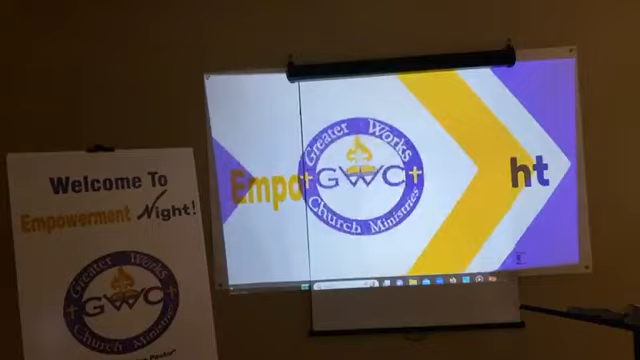 Welcome To
Empowerment Night!
Greater Works
GWC
Church Ministries
Empo
Greater Works
GWC
Church Ministries
ht